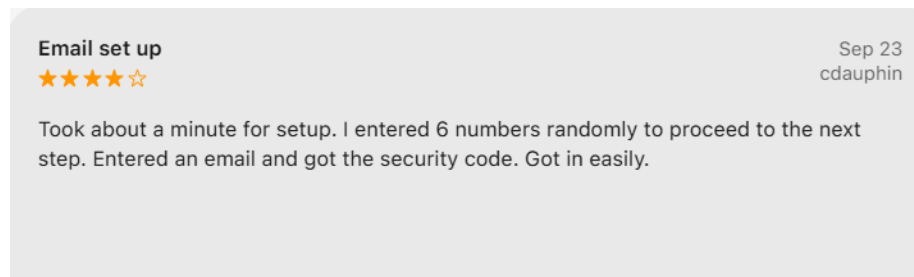 Email set up
Sep 23
★★★★☆
cdauphin
Took about a minute for setup. I entered 6 numbers randomly to proceed to the next
step. Entered an email and got the security code. Got in easily.